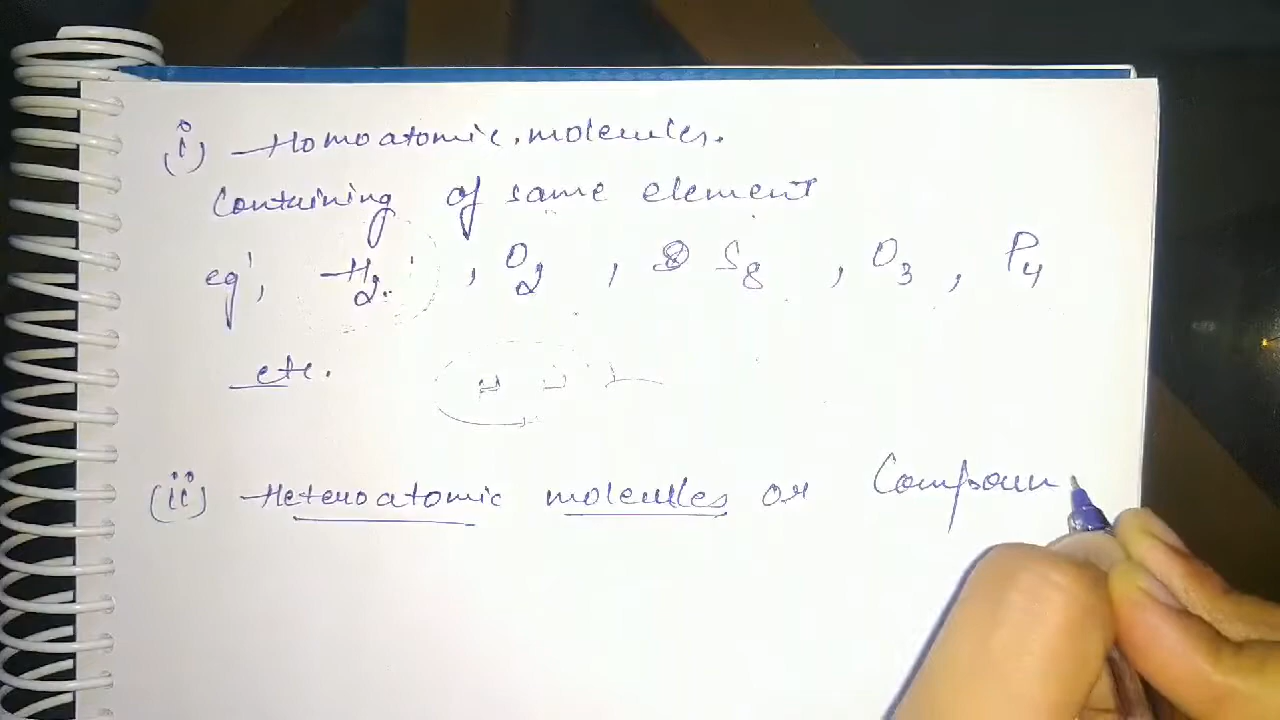 (i) Homoatomic molecules.
Containing of same element
eg', H2, O2, S8, O3, P4
etc.
(ii) Heteroatomic molecules or Compoun